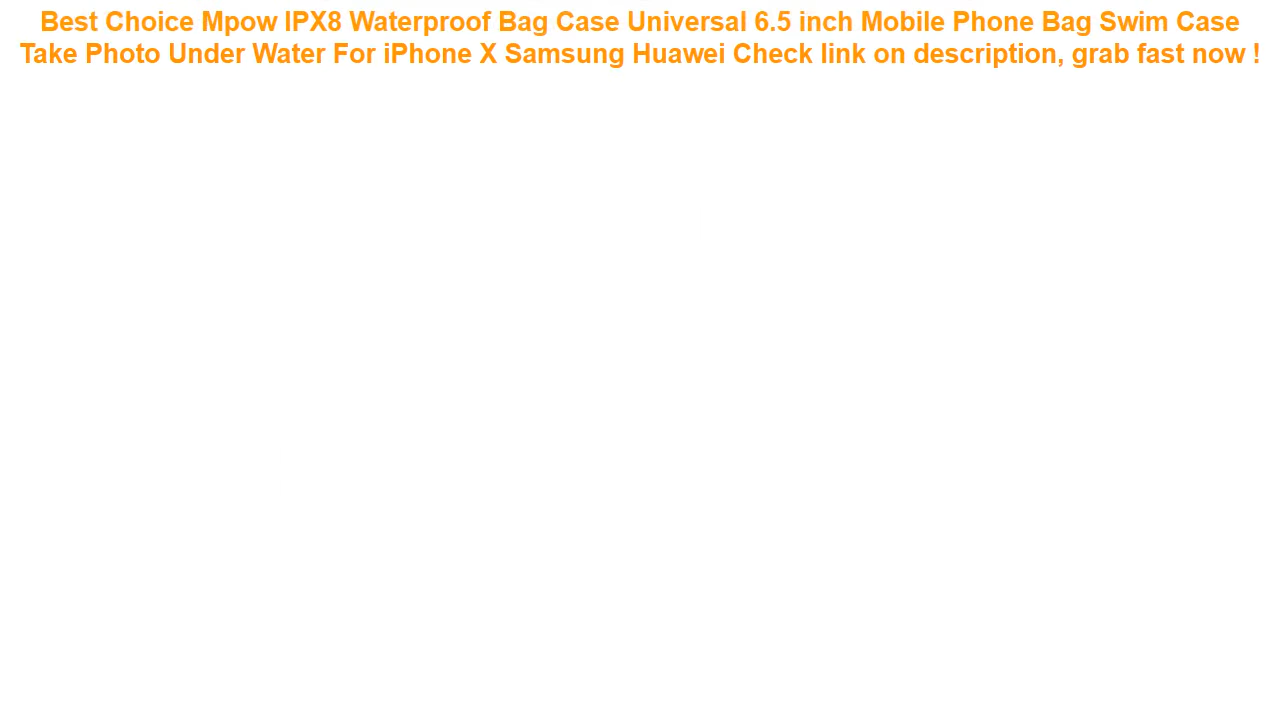 Best Choice Mpow IPX8 Waterproof Bag Case Universal 6.5 inch Mobile Phone Bag Swim Case
Take Photo Under Water For iPhone X Samsung Huawei Check link on description, grab fast now !